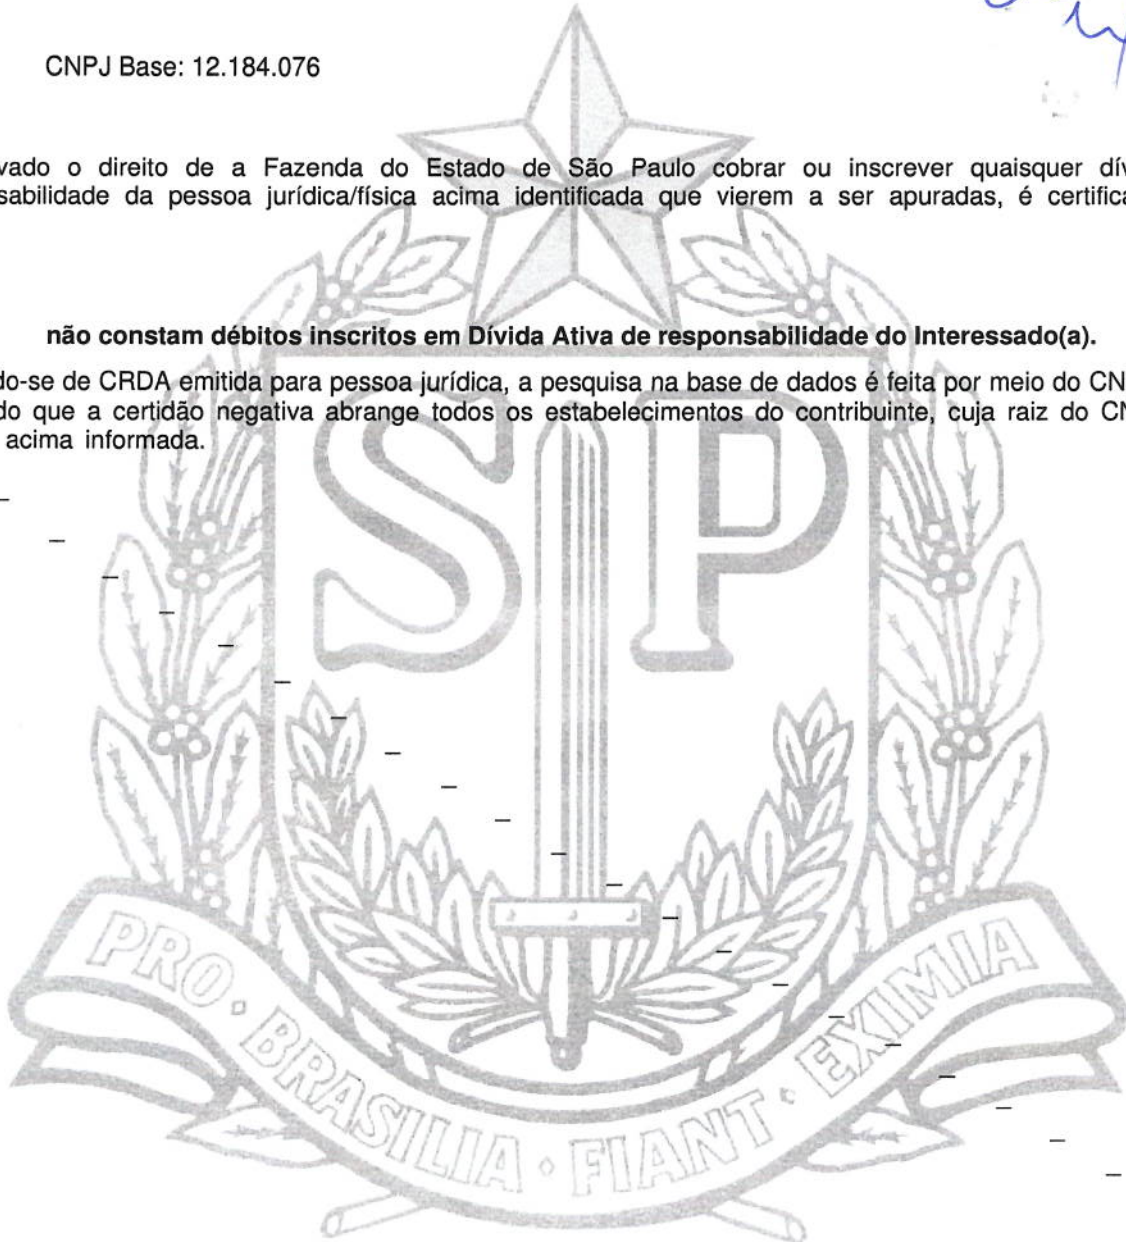 CNPJ Base: 12.184.076
vado o direito de a Fazenda do Estado de São Paulo cobrar ou inscrever quaisquer dív
sabilidade da pessoa jurídica/física acima identificada que vierem a ser apuradas, é certifica
não constam débitos inscritos em Dívida Ativa de responsabilidade do Interessado(a).
do-se de CRDA emitida para pessoa jurídica, a pesquisa na base de dados é feita por meio do CN
do que a certidão negativa abrange todos os estabelecimentos do contribuinte, cuja raiz do CN
acima informada.
SP
PRO · BRASILIA · FIANT · EXIMIA